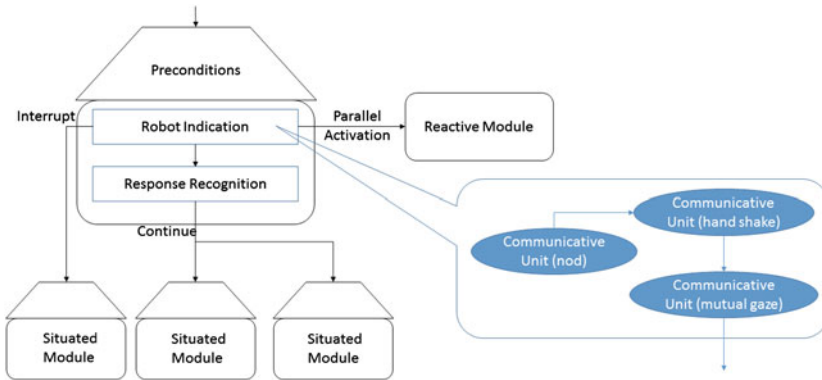 Preconditions
Interrupt
Robot Indication
Parallel
Activation
Reactive Module
Response Recognition
Continue
Communicative
Unit (hand shake)
Communicative
Unit (nod)
Communicative
Unit (mutual gaze)
Situated
Module
Situated
Module
Situated
Module